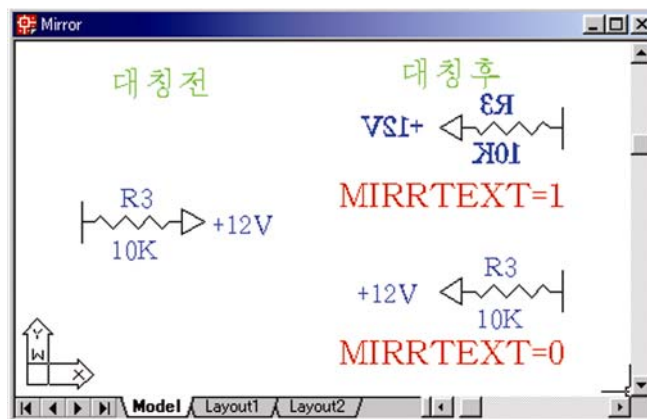 Mirror
대칭전
R3
10K
+12V
대칭후
R3
+12V
10K
MIRRTEXT=1
R3
+12V
10K
MIRRTEXT=0
Y
W
X
Model Layout1 Layout2